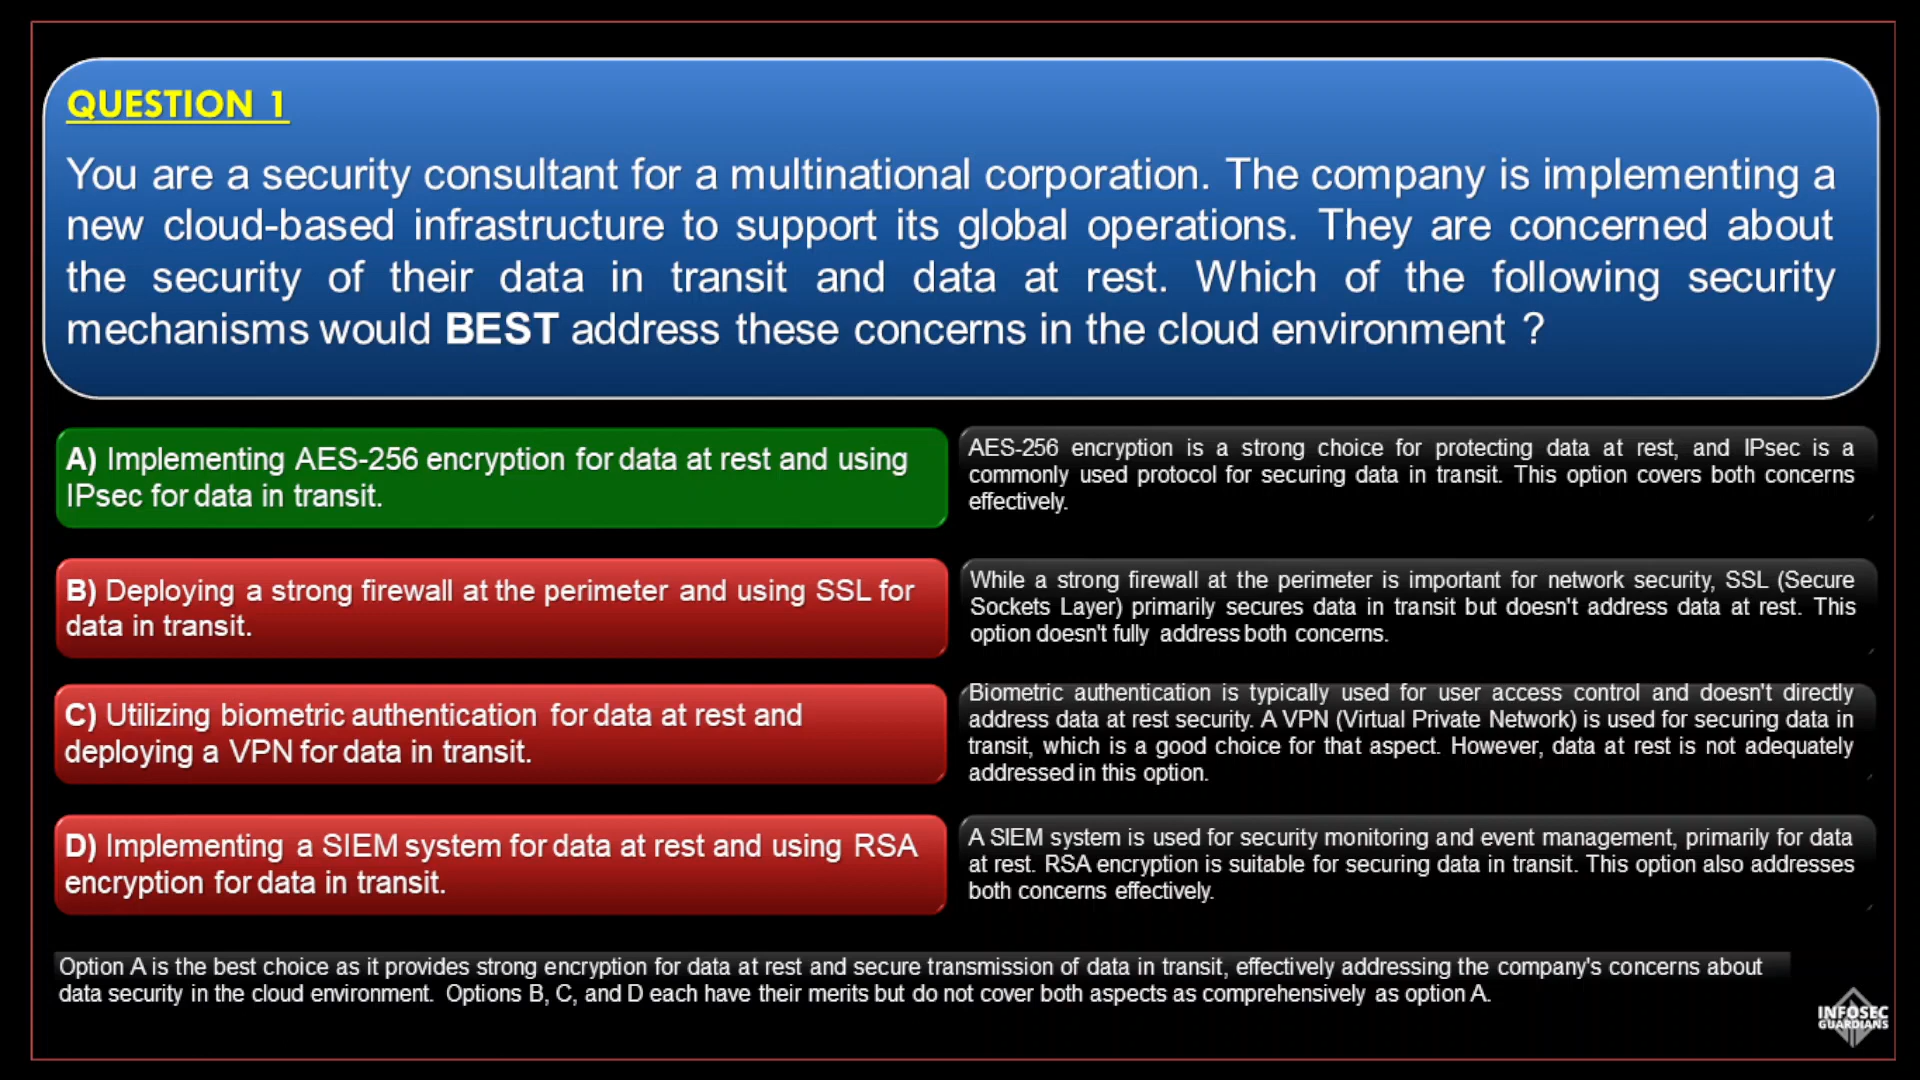 QUESTION 1
You are a security consultant for a multinational corporation. The company is implementing a
new cloud-based infrastructure to support its global operations. They are concerned about
the security of their data in transit and data at rest. Which of the following security
mechanisms would BEST address these concerns in the cloud environment ?
A) Implementing AES-256 encryption for data at rest and using
IPsec for data in transit.
AES-256 encryption is a strong choice for protecting data at rest, and IPsec is a
commonly used protocol for securing data in transit. This option covers both concerns
effectively.
B) Deploying a strong firewall at the perimeter and using SSL for
data in transit.
While a strong firewall at the perimeter is important for network security, SSL (Secure
Sockets Layer) primarily secures data in transit but doesn't address data at rest. This
option doesn't fully address both concerns.
C) Utilizing biometric authentication for data at rest and
deploying a VPN for data in transit.
Biometric authentication is typically used for user access control and doesn't directly
address data at rest security. A VPN (Virtual Private Network) is used for securing data in
transit, which is a good choice for that aspect. However, data at rest is not adequately
addressed in this option.
D) Implementing a SIEM system for data at rest and using RSA
encryption for data in transit.
A SIEM system is used for security monitoring and event management, primarily for data
at rest. RSA encryption is suitable for securing data in transit. This option also addresses
both concerns effectively.
Option A is the best choice as it provides strong encryption for data at rest and secure transmission of data in transit, effectively addressing the company's concerns about
data security in the cloud environment. Options B, C, and D each have their merits but do not cover both aspects as comprehensively as option A.
INFOSEC
GUARDIANS